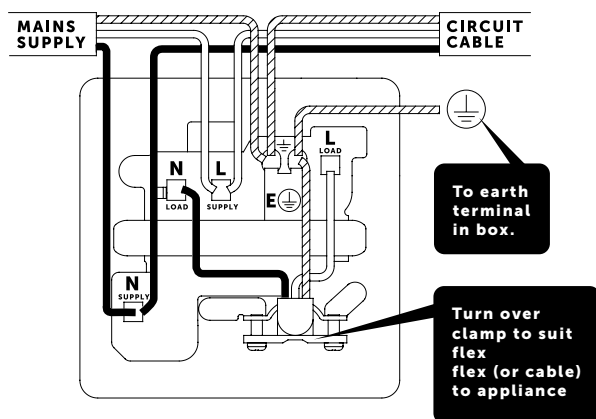 MAINS
SUPPLY
CIRCUIT
CABLE
N
LOAD
L
SUPPLY
E
L
LOAD
N
SUPPLY
To earth
terminal
in box.
Turn over
clamp to suit
flex
flex (or cable)
to appliance